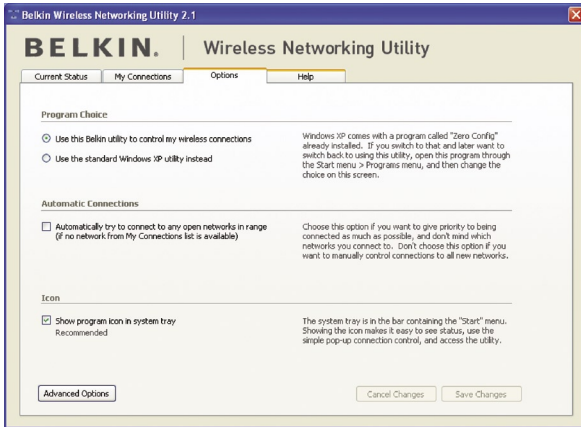 Belkin Wireless Networking Utility 2.1
BELKIN. Wireless Networking Utility
Current Status My Connections Options Help
Program Choice
Use this Belkin utility to control my wireless connections
Use the standard Windows XP utility instead
Windows XP comes with a program called "Zero Config"
already installed. If you switch to that and later want to
switch back to using this utility, open this program through
the Start menu > Programs menu, and then change the
choice on this screen.
Automatic Connections
Automatically try to connect to any open networks in range
(if no network from My Connections list is available)
Choose this option if you want to give priority to being
connected as much as possible, and don't mind which
networks you connect to. Don't choose this option if you
want to manually control connections to all new networks.
Icon
Show program icon in system tray
Recommended
The system tray is in the bar containing the "Start" menu.
Showing the icon makes it easy to see status, use the
simple pop-up connection control, and access the utility.
Advanced Options Cancel Changes Save Changes